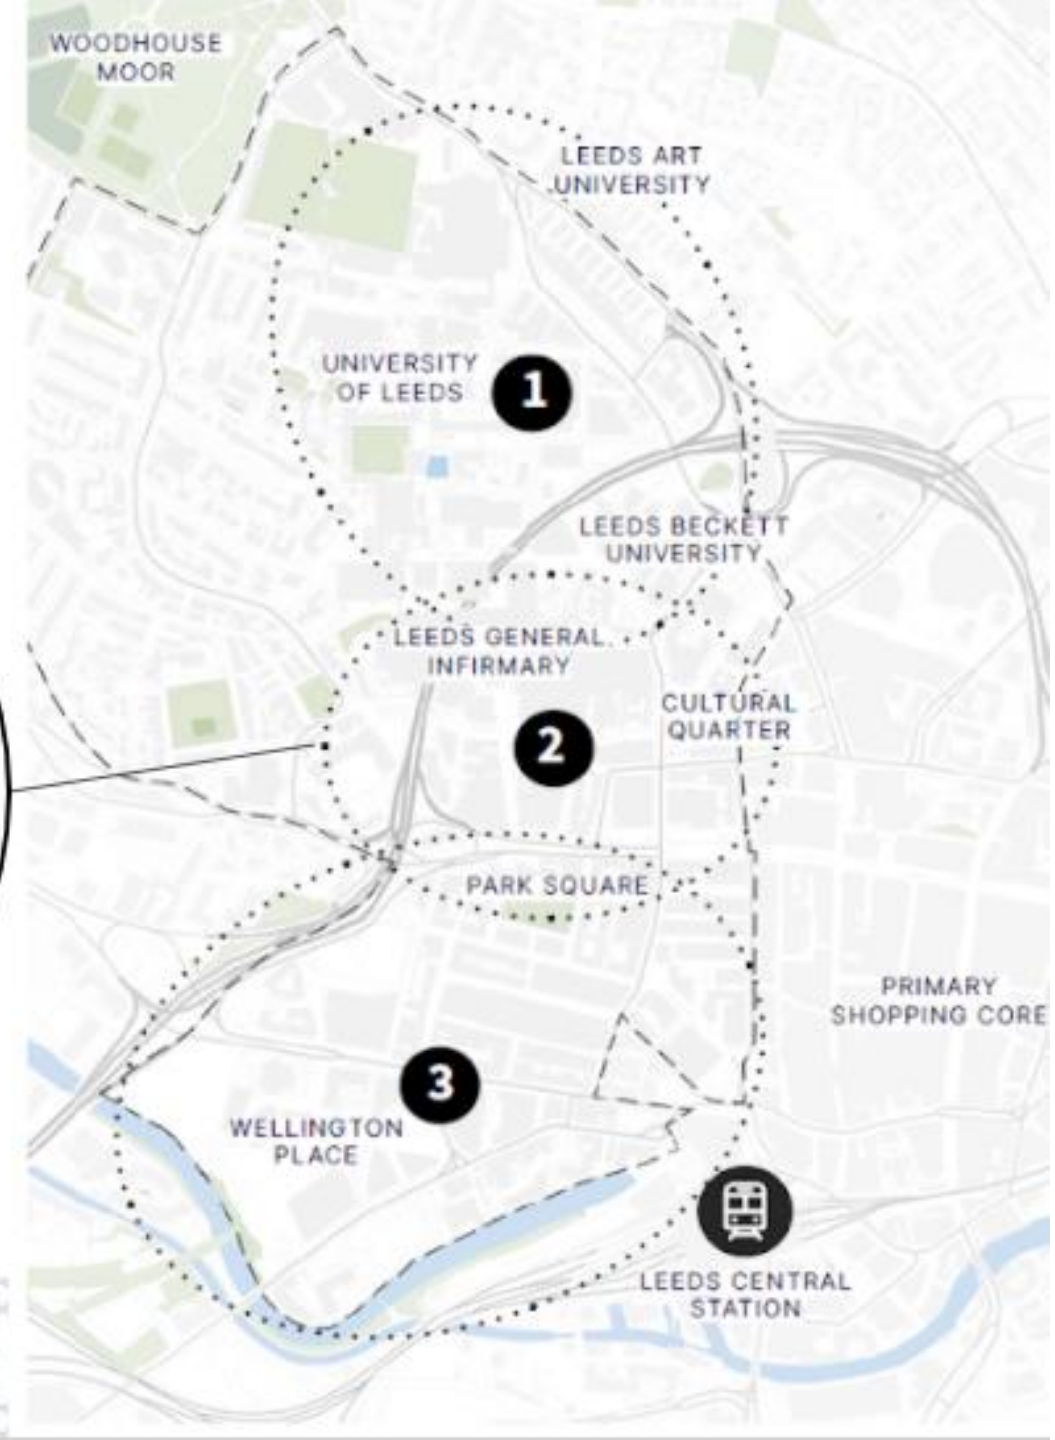 WOODHOUSE
MOOR
LEEDS ART
UNIVERSITY
UNIVERSITY
OF LEEDS
1
LEEDS BECKETT
UNIVERSITY
LEEDS GENERAL
INFIRMARY
CULTURAL
QUARTER
2
PARK SQUARE
PRIMARY
SHOPPING CORE
3
WELLINGTON
PLACE
LEEDS CENTRAL
STATION